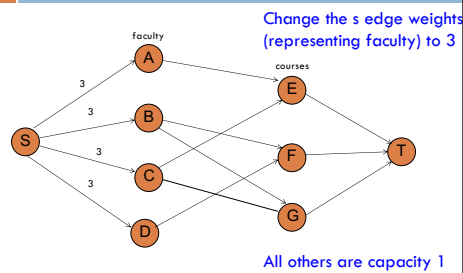 Change the s edge weights
(representing faculty) to 3
faculty
A
courses
3
E
3
B
S
3
F
T
3
C
G
D
All others are capacity 1